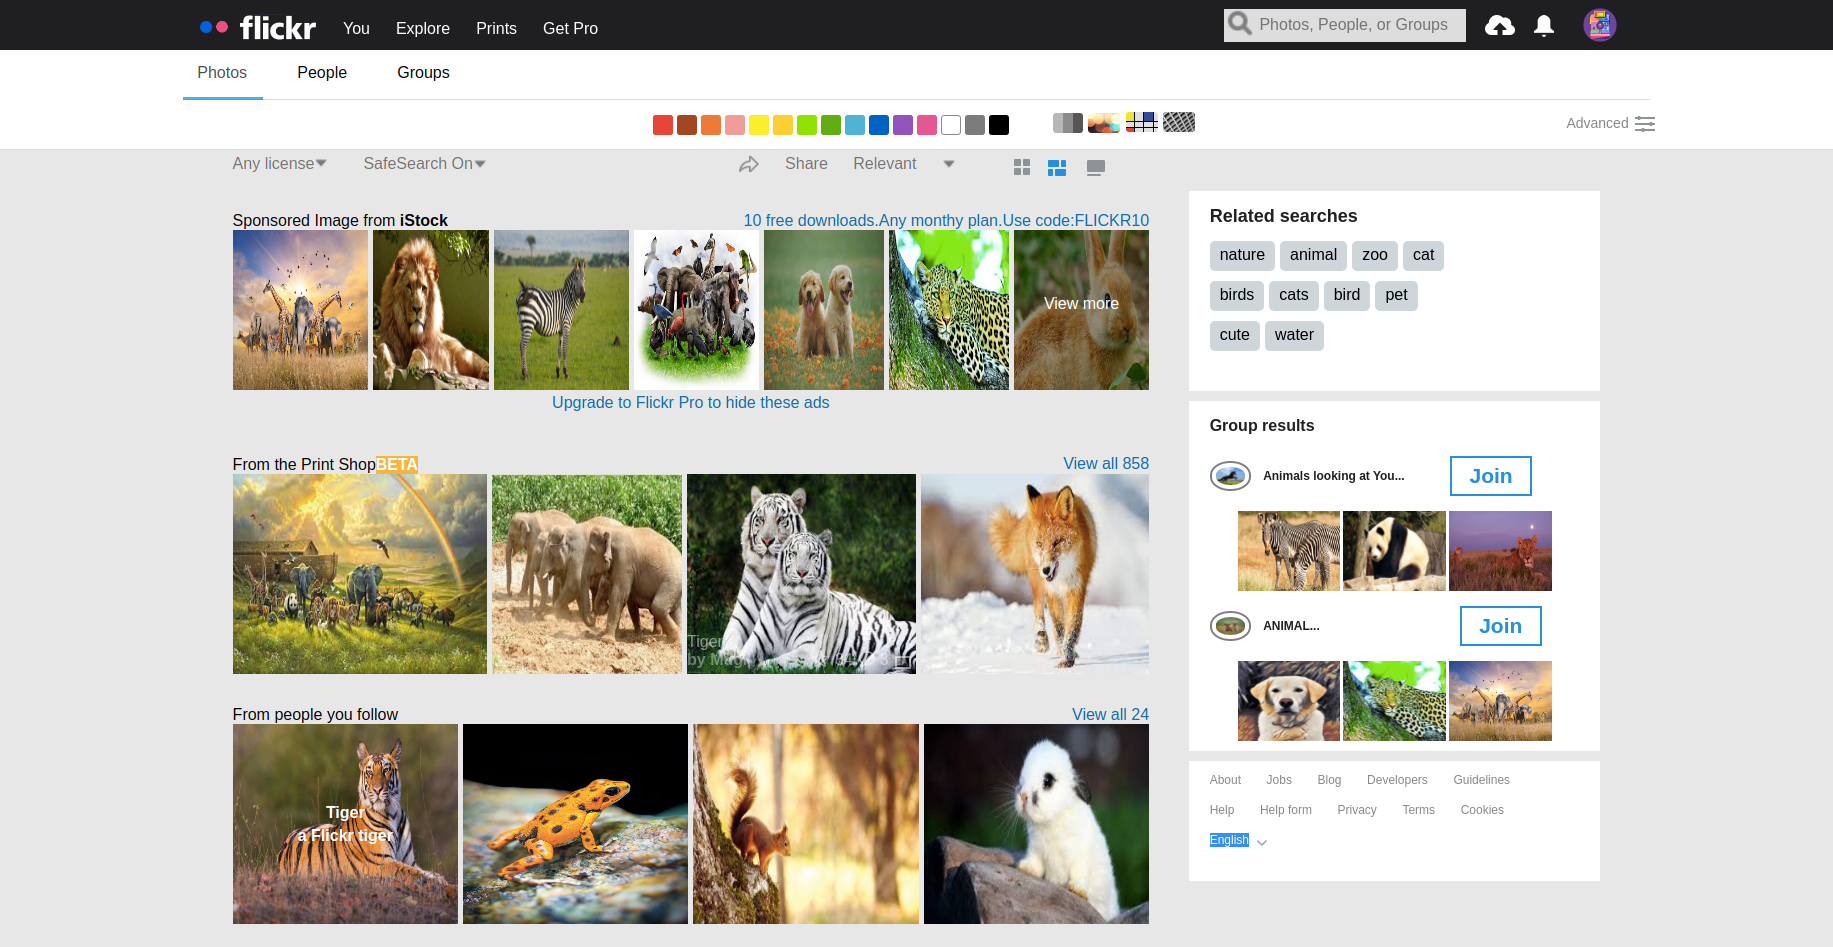 flickr You Explore Prints Get Pro Photos, People, or Groups
Photos People Groups
Advanced
Any license SafeSearch On Share Relevant
Sponsored Image from iStock 10 free downloads.Any monthy plan.Use code:FLICKR10
View more
Upgrade to Flickr Pro to hide these ads
From the Print ShopBETA View all 858
Tiger
by
From people you follow View all 24
Tiger
a Flickr tiger
Related searches
nature animal zoo cat
birds cats bird pet
cute water
Group results
Animals looking at You... Join
ANIMAL... Join
About Jobs Blog Developers Guidelines
Help Help form Privacy Terms Cookies
English